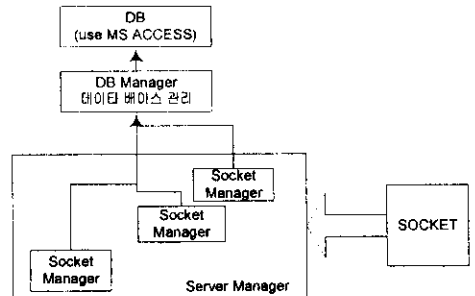 DB
(use MS ACCESS)
DB Manager
데이타 베이스 관리
Socket
Manager
Socket
Manager
SOCKET
Socket
Manager
Server Manager